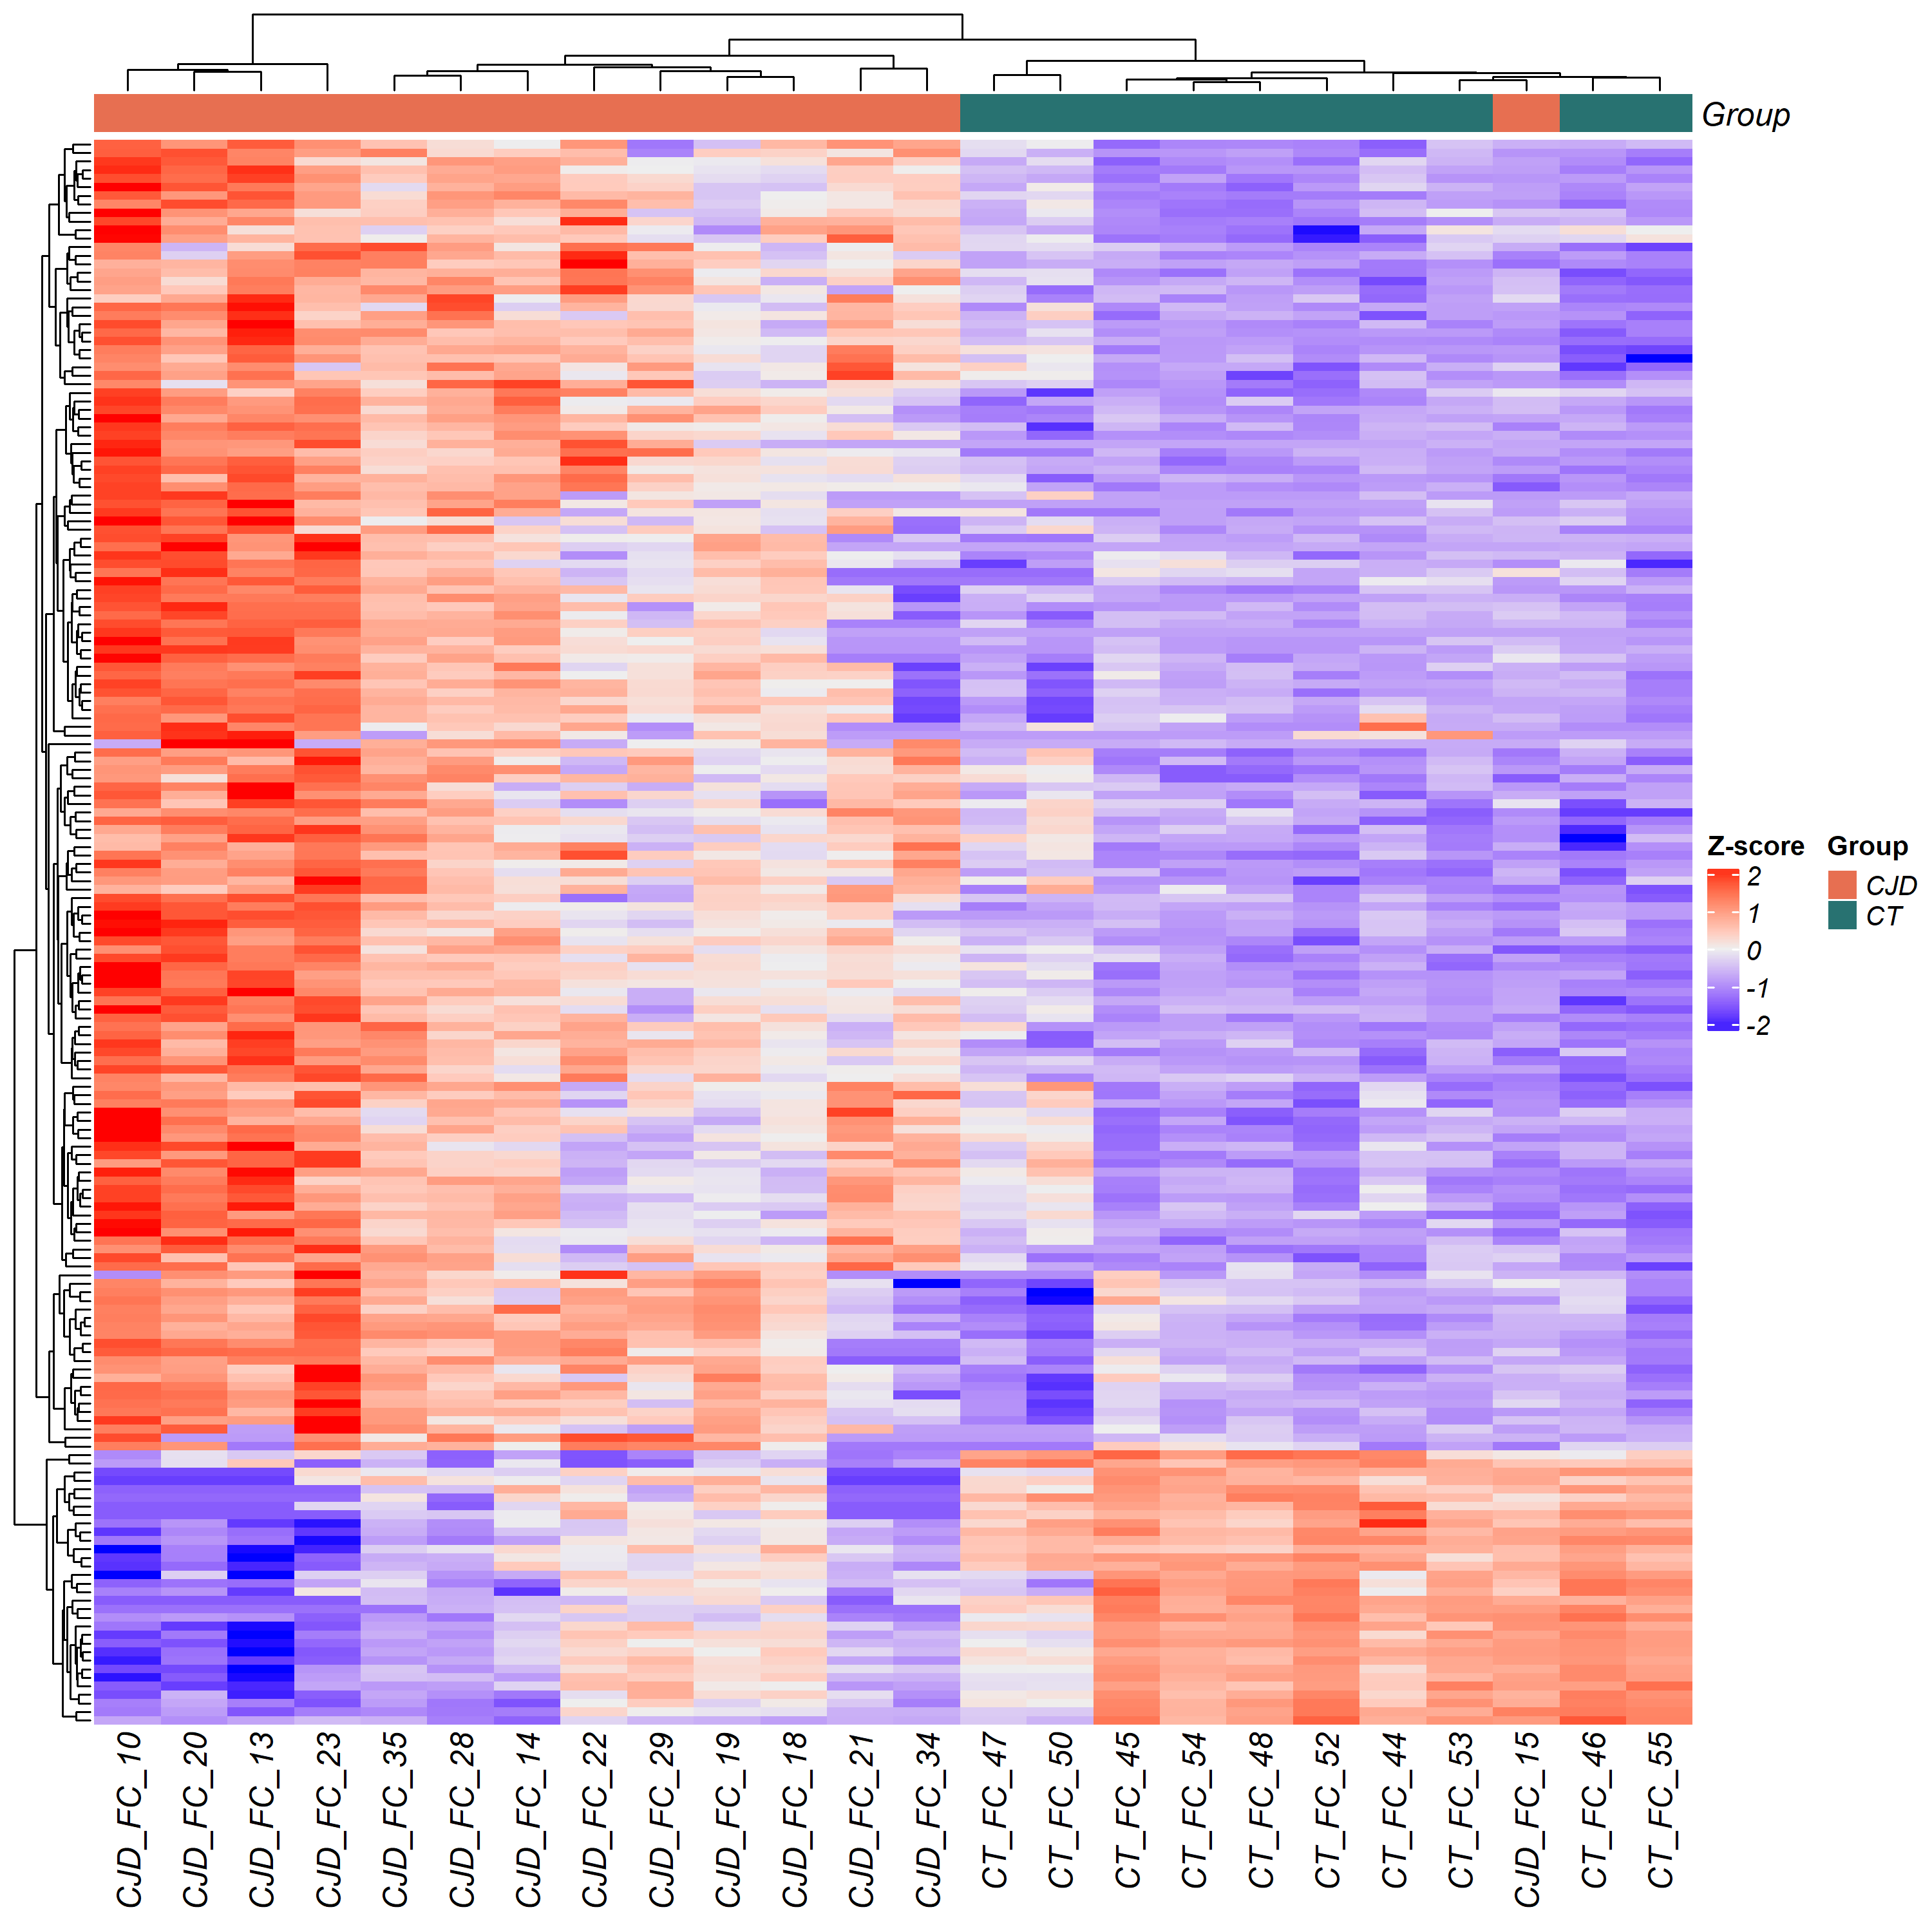 Group
Z-score
2
1
0
-1
-2
Group
CJD
CT
CJD_FC_10
CJD_FC_20
CJD_FC_13
CJD_FC_23
CJD_FC_35
CJD_FC_28
CJD_FC_14
CJD_FC_22
CJD_FC_29
CJD_FC_19
CJD_FC_18
CJD_FC_21
CJD_FC_34
CT_FC_47
CT_FC_50
CT_FC_45
CT_FC_54
CT_FC_48
CT_FC_52
CT_FC_44
CT_FC_53
CJD_FC_15
CT_FC_46
CT_FC_55